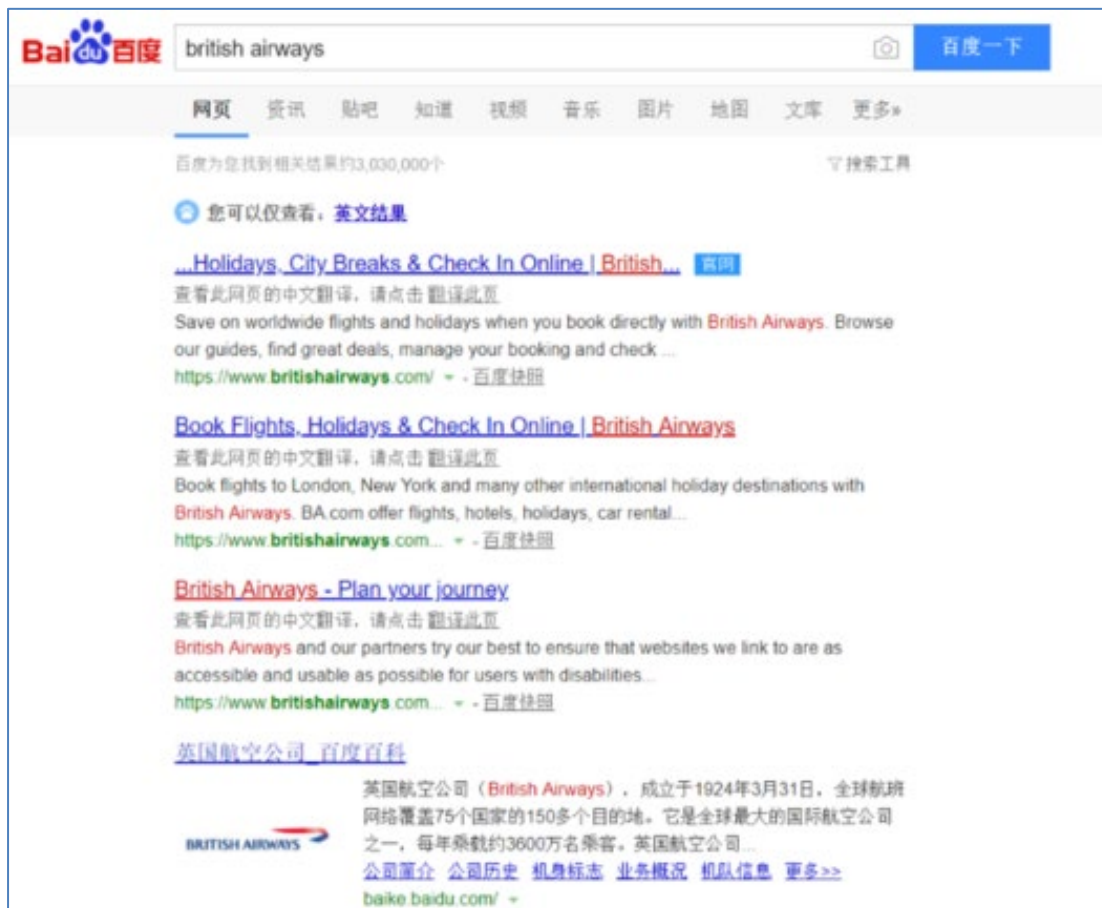 Bai du 百度 british airways 百度一下
网页 资讯 贴吧 知道 视频 音乐 图片 地图 文库 更多»
百度为您找到相关结果约3,030,000个 搜索工具
您可以仅查看：英文结果
...Holidays, City Breaks & Check In Online | British... 官网
查看此网页的中文翻译，请点击 翻译此页
Save on worldwide flights and holidays when you book directly with British Airways. Browse
our guides, find great deals, manage your booking and check ...
https://www.britishairways.com/ - 百度快照
Book Flights, Holidays & Check In Online | British Airways
查看此网页的中文翻译，请点击 翻译此页
Book flights to London, New York and many other international holiday destinations with
British Airways. BA.com offer flights, hotels, holidays, car rental...
https://www.britishairways.com... - 百度快照
British Airways - Plan your journey
查看此网页的中文翻译，请点击 翻译此页
British Airways and our partners try our best to ensure that websites we link to are as
accessible and usable as possible for users with disabilities...
https://www.britishairways.com... - 百度快照
英国航空公司_百度百科
英国航空公司（British Airways），成立于1924年3月31日，全球航班
网络覆盖75个国家的150多个目的地。它是全球最大的国际航空公司
BRITISH AIRWAYS 之一，每年乘载约3600万名乘客。英国航空公司...
公司简介 公司历史 机身标志 业务概况 机队信息 更多>>
baike.baidu.com/